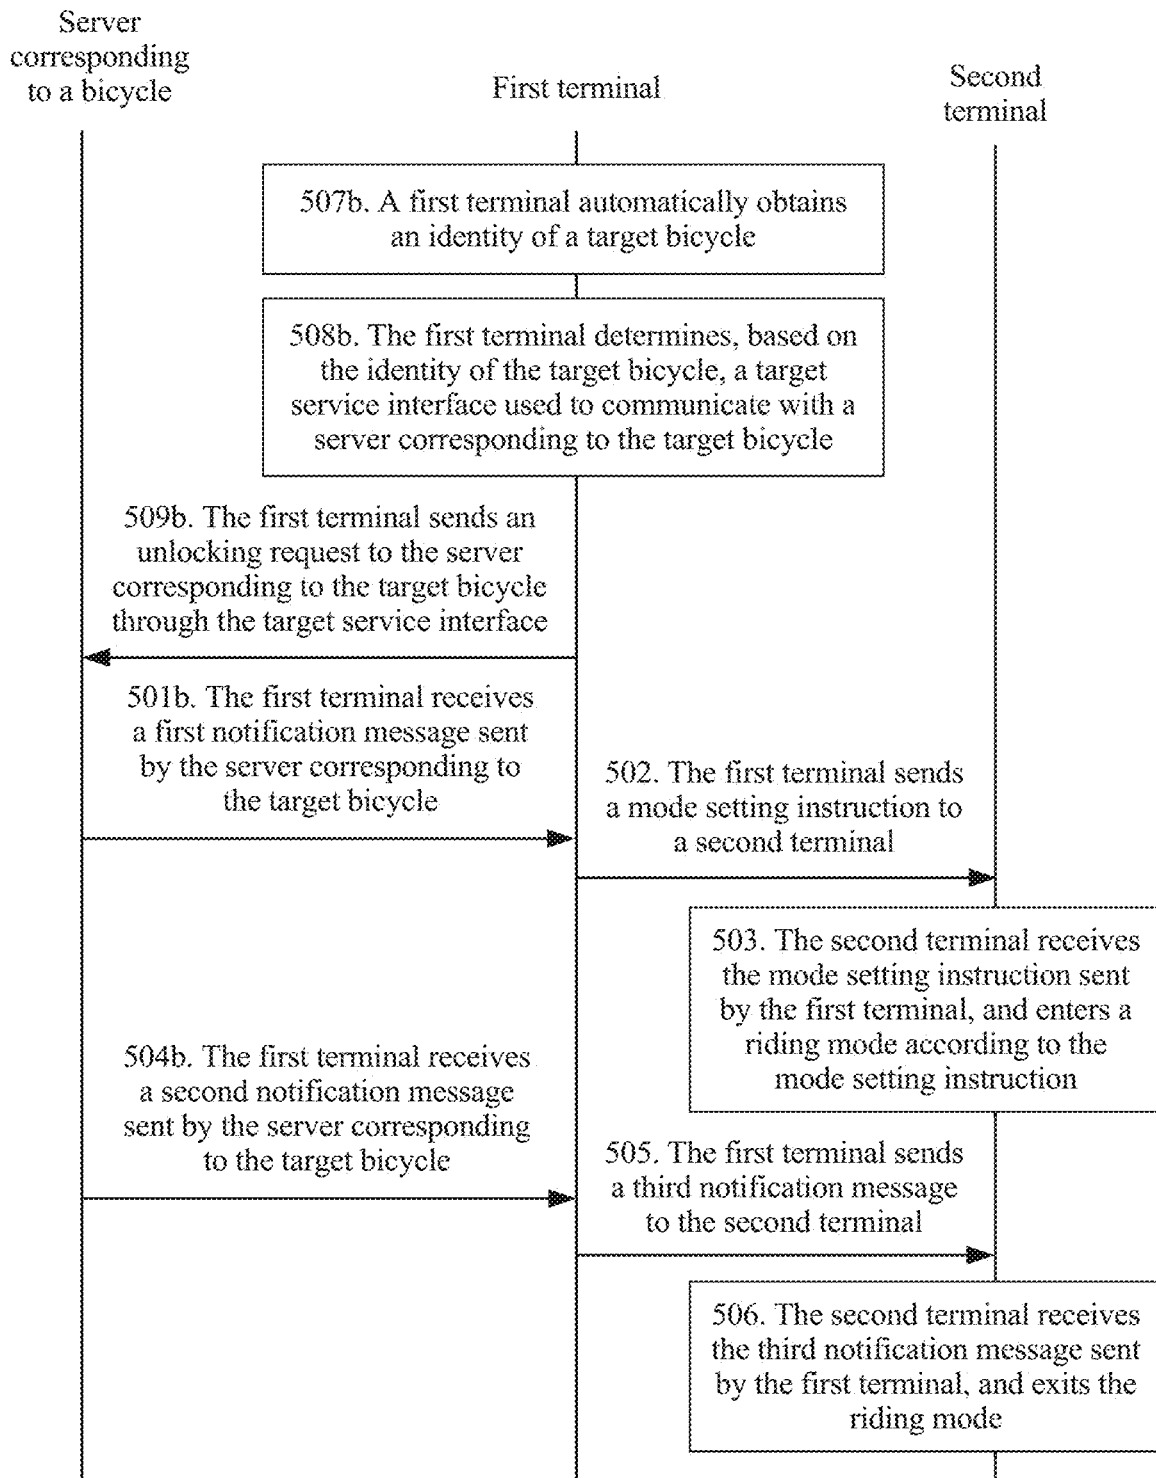 Server
corresponding
to a bicycle
First terminal
Second
terminal
507b. A first terminal automatically obtains
an identity of a target bicycle
508b. The first terminal determines, based on
the identity of the target bicycle, a target
service interface used to communicate with a
server corresponding to the target bicycle
509b. The first terminal sends an
unlocking request to the server
corresponding to the target bicycle
through the target service interface
501b. The first terminal receives
a first notification message sent
by the server corresponding to
the target bicycle
502. The first terminal sends
a mode setting instruction to
a second terminal
503. The second terminal receives
the mode setting instruction sent
by the first terminal, and enters a
riding mode according to the
mode setting instruction
504b. The first terminal receives
a second notification message
sent by the server corresponding
to the target bicycle
505. The first terminal sends
a third notification message
to the second terminal
506. The second terminal receives
the third notification message sent
by the first terminal, and exits the
riding mode